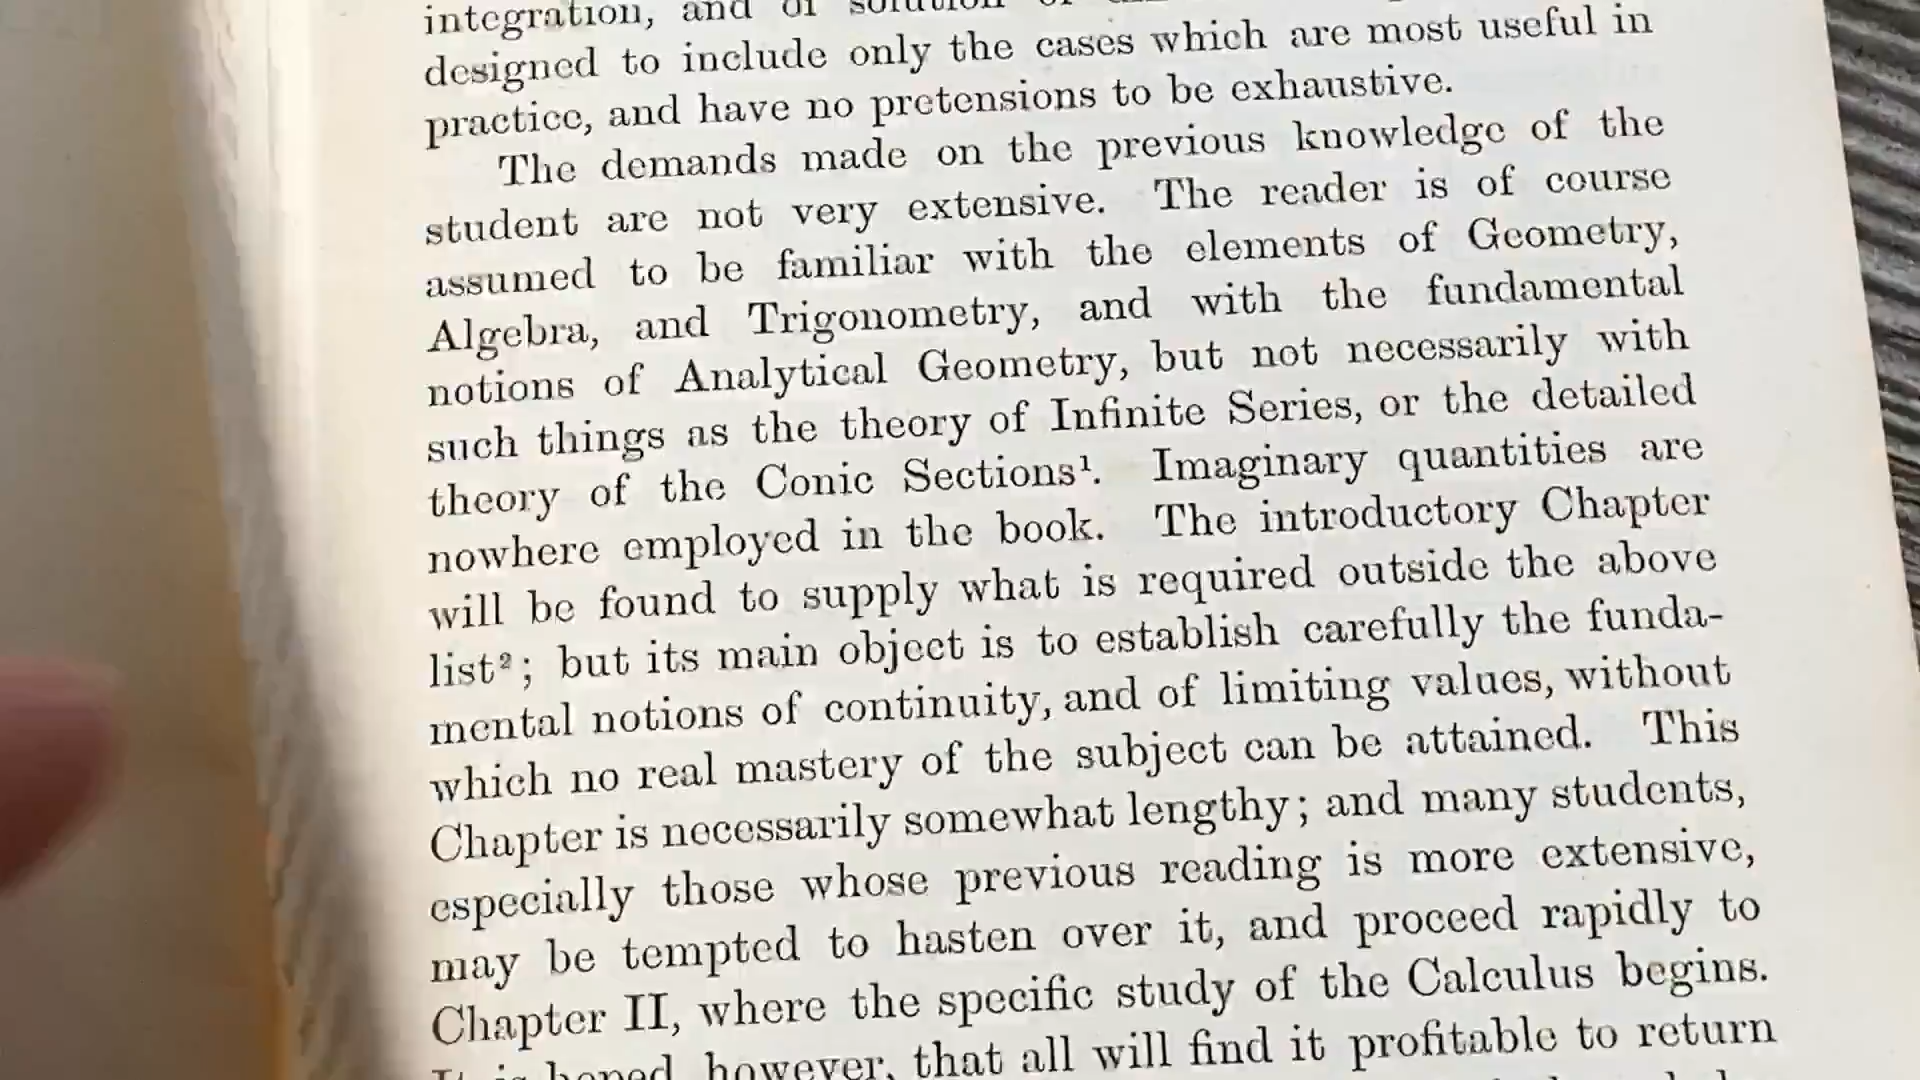 integration, and of solution of
designed to include only the cases which are most useful in
practice, and have no pretensions to be exhaustive.
The demands made on the previous knowledge of the
student are not very extensive. The reader is of course
assumed to be familiar with the elements of Geometry,
Algebra, and Trigonometry, and with the fundamental
notions of Analytical Geometry, but not necessarily with
such things as the theory of Infinite Series, or the detailed
theory of the Conic Sections¹. Imaginary quantities are
nowhere employed in the book. The introductory Chapter
will be found to supply what is required outside the above
list²; but its main object is to establish carefully the funda-
mental notions of continuity, and of limiting values, without
which no real mastery of the subject can be attained. This
Chapter is necessarily somewhat lengthy; and many students,
especially those whose previous reading is more extensive,
may be tempted to hasten over it, and proceed rapidly to
Chapter II, where the specific study of the Calculus begins.
It is hoped, however, that all will find it profitable to return